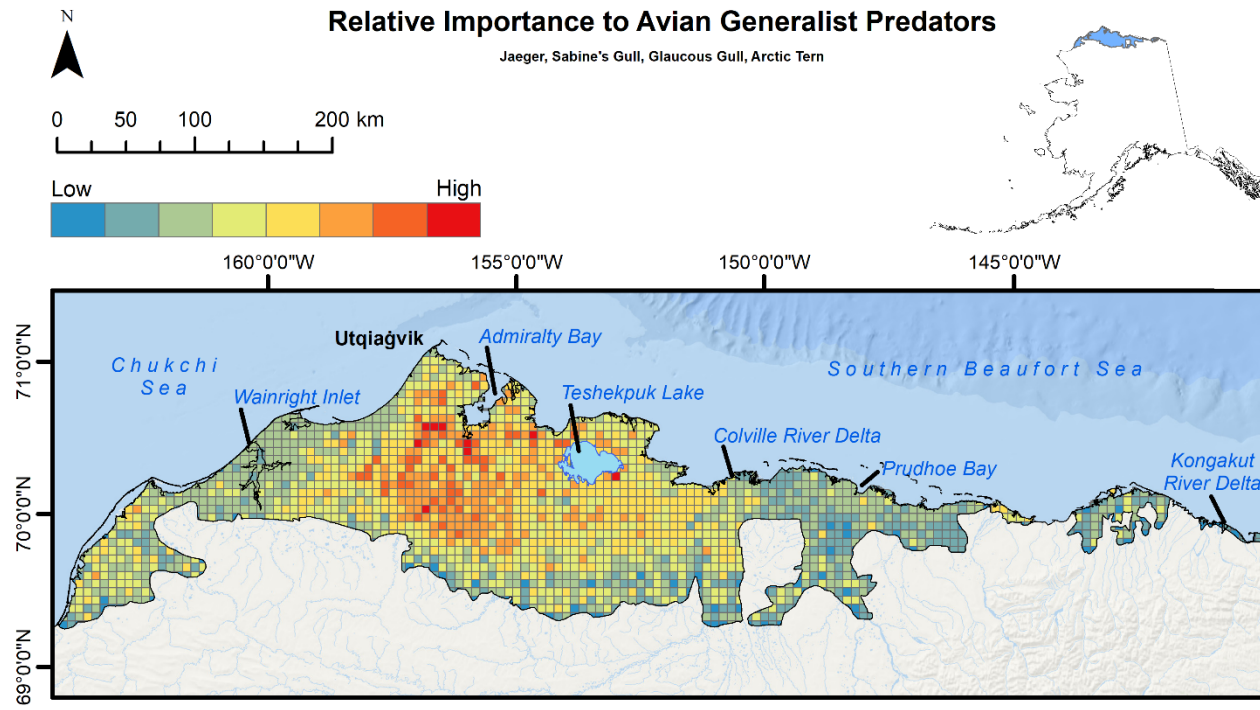 Relative Importance to Avian Generalist Predators
Jaeger, Sabine's Gull, Glaucous Gull, Arctic Tern
N
0 50 100 200 km
Low High
160°0'0"W 155°0'0"W 150°0'0"W 145°0'0"W
71°0'0"N
70°0'0"N
69°0'0"N
Utqiaġvik
Admiralty Bay
Chukchi
Sea
Southern Beaufort Sea
Wainright Inlet
Teshekpuk Lake
Colville River Delta
Prudhoe Bay
Kongakut
River Delta